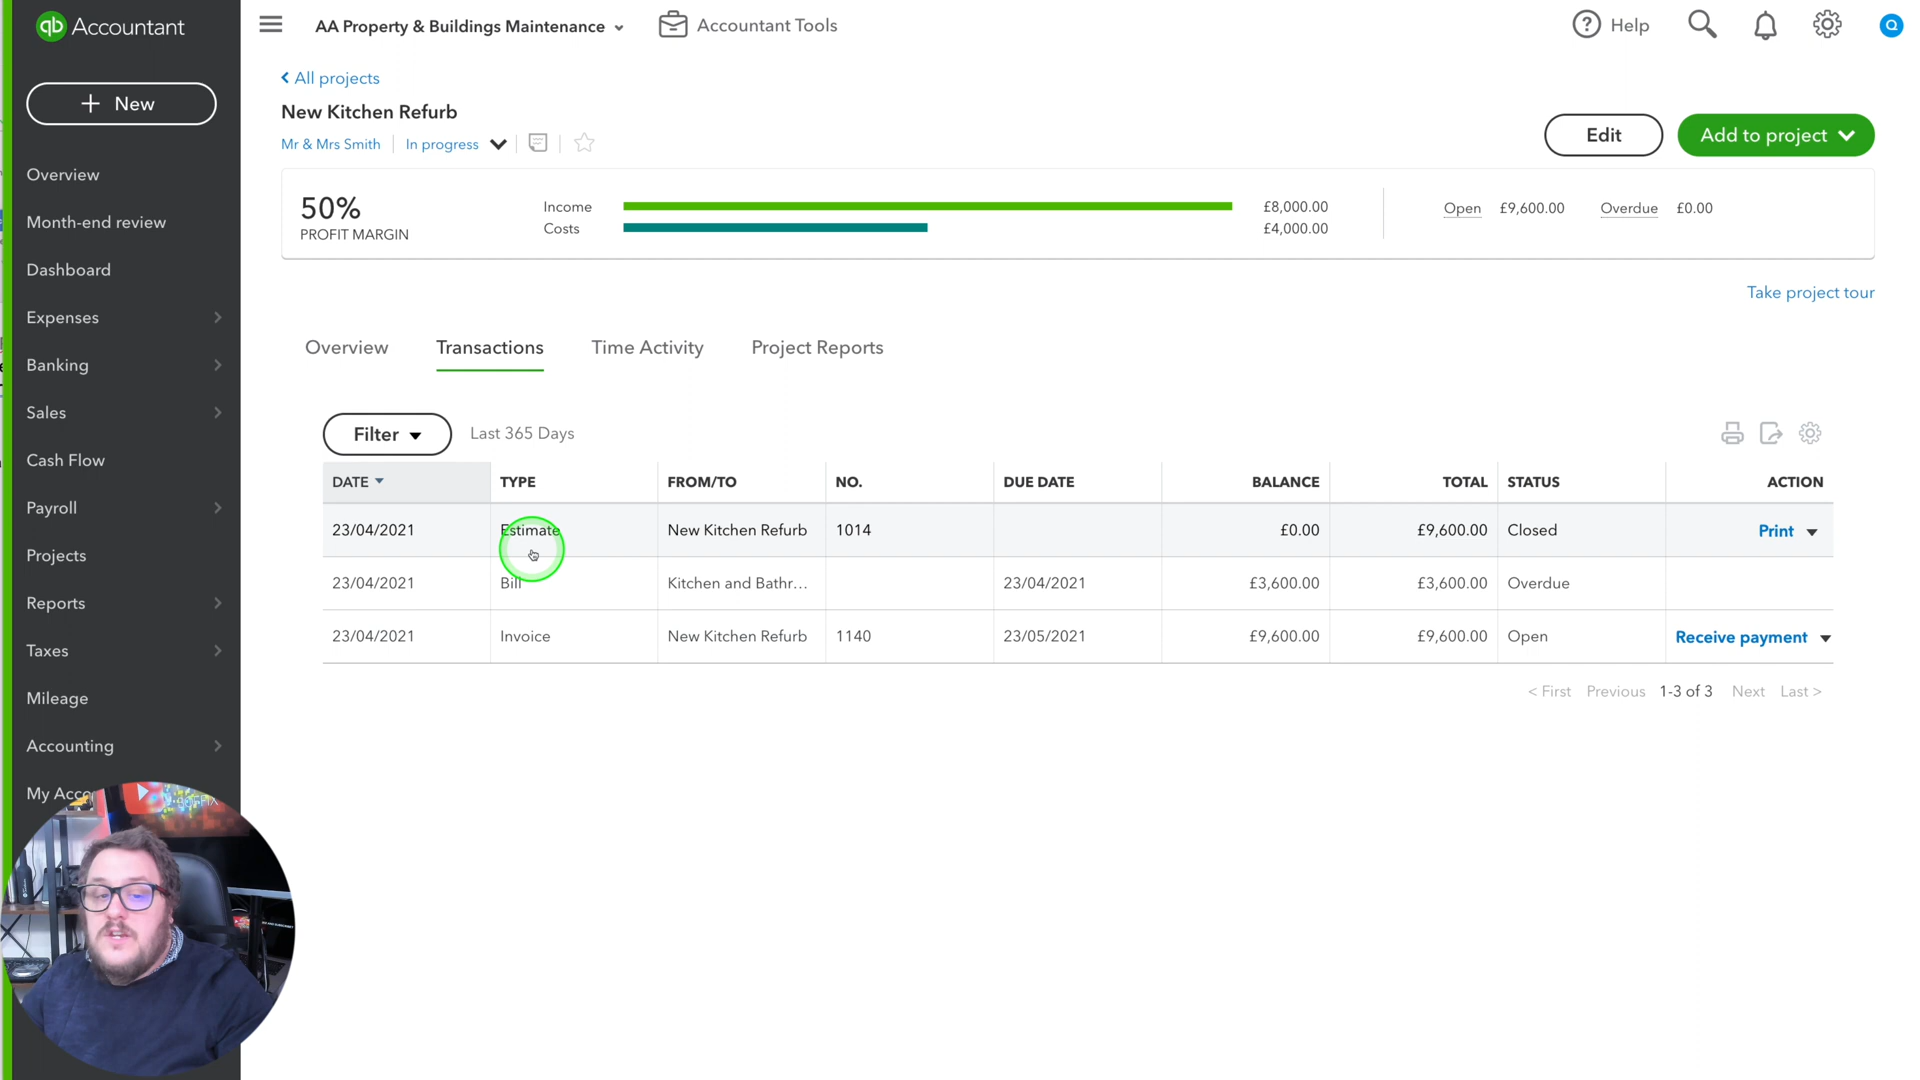 qb Accountant
AA Property & Buildings Maintenance
Accountant Tools
Help
Q
New
Overview
Month-end review
Dashboard
Expenses
Banking
Sales
Cash Flow
Payroll
Projects
Reports
Taxes
Mileage
Accounting
My Acco
All projects
New Kitchen Refurb
Mr & Mrs Smith
In progress
Edit
Add to project
50%
PROFIT MARGIN
Income £8,000.00
Costs £4,000.00
Open £9,600.00 Overdue £0.00
Take project tour
Overview Transactions Time Activity Project Reports
Filter Last 365 Days
DATE TYPE FROM/TO NO. DUE DATE BALANCE TOTAL STATUS ACTION
23/04/2021 Estimate New Kitchen Refurb 1014 £0.00 £9,600.00 Closed Print
23/04/2021 Bill Kitchen and Bathr... 23/04/2021 £3,600.00 £3,600.00 Overdue
23/04/2021 Invoice New Kitchen Refurb 1140 23/05/2021 £9,600.00 £9,600.00 Open Receive payment
< First Previous 1-3 of 3 Next Last >